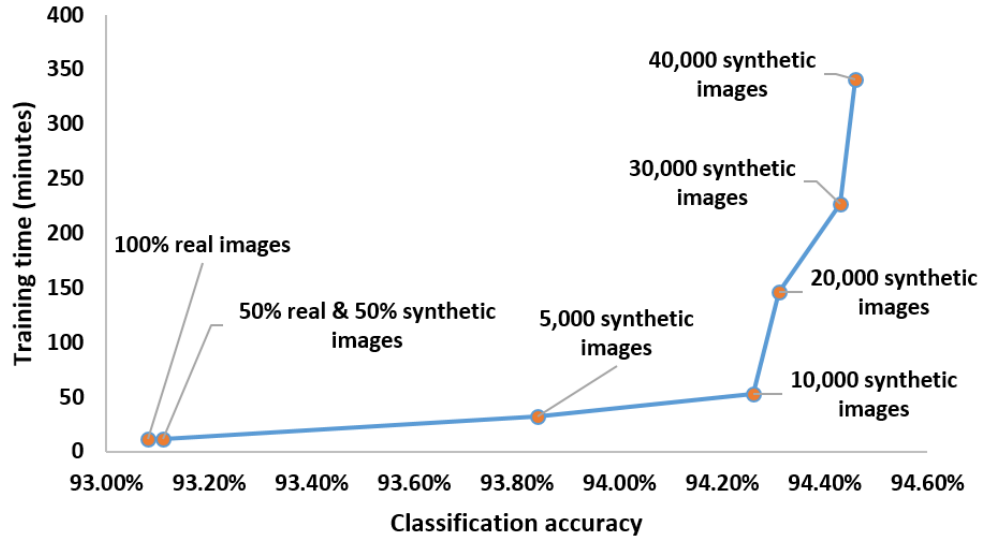 400
350
300
250
200
150
100
50
0
Training time (minutes)
40,000 synthetic
images
30,000 synthetic
images
100% real images
20,000 synthetic
images
50% real & 50% synthetic
images
5,000 synthetic
images
10,000 synthetic
images
93.00%
93.20%
93.40%
93.60%
93.80%
94.00%
94.20%
94.40%
94.60%
Classification accuracy